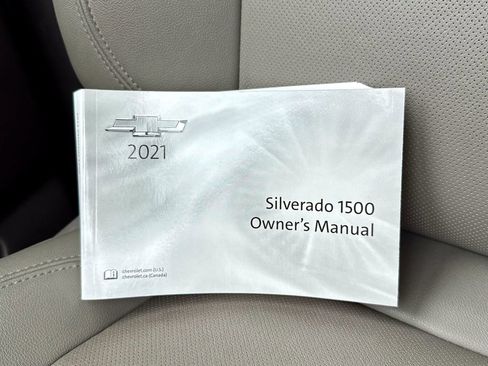 2021
Silverado 1500
Owner's Manual
chevrolet.com (U.S.)
chevrolet.ca (Canada)